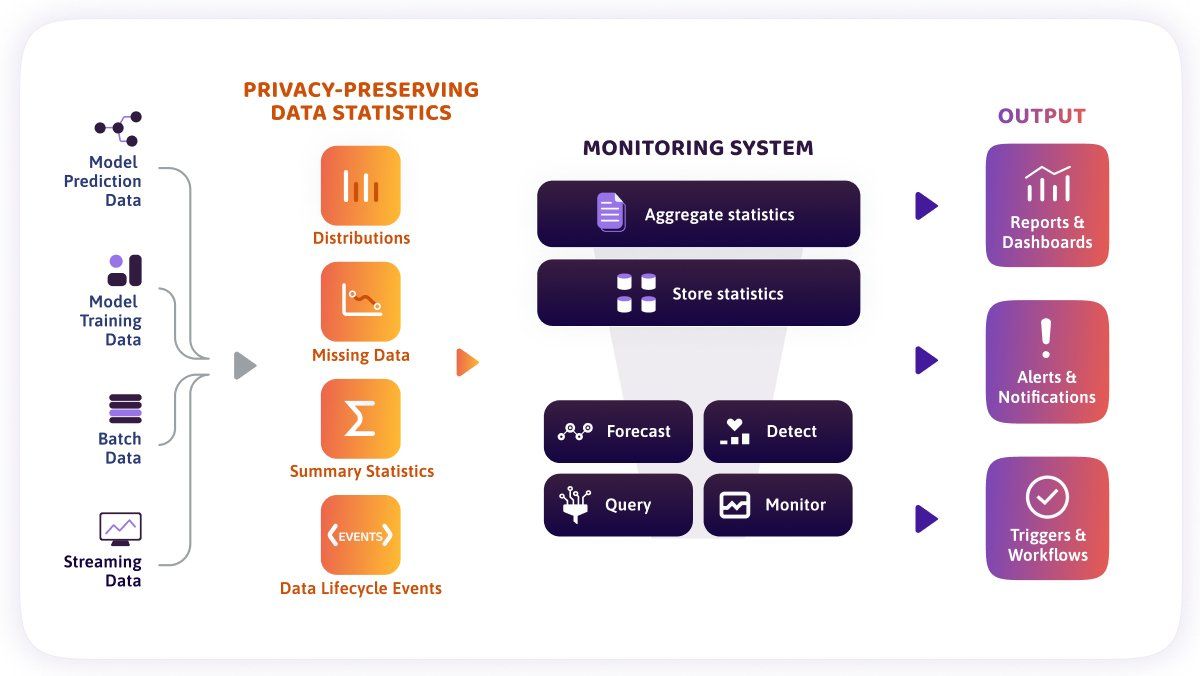 Model
Prediction
Data
Model
Training
Data
Batch
Data
Streaming
Data
PRIVACY-PRESERVING
DATA STATISTICS
Distributions
Missing Data
Summary Statistics
EVENTS
Data Lifecycle Events
MONITORING SYSTEM
Aggregate statistics
Store statistics
Forecast
Detect
Query
Monitor
OUTPUT
Reports &
Dashboards
Alerts &
Notifications
Triggers &
Workflows